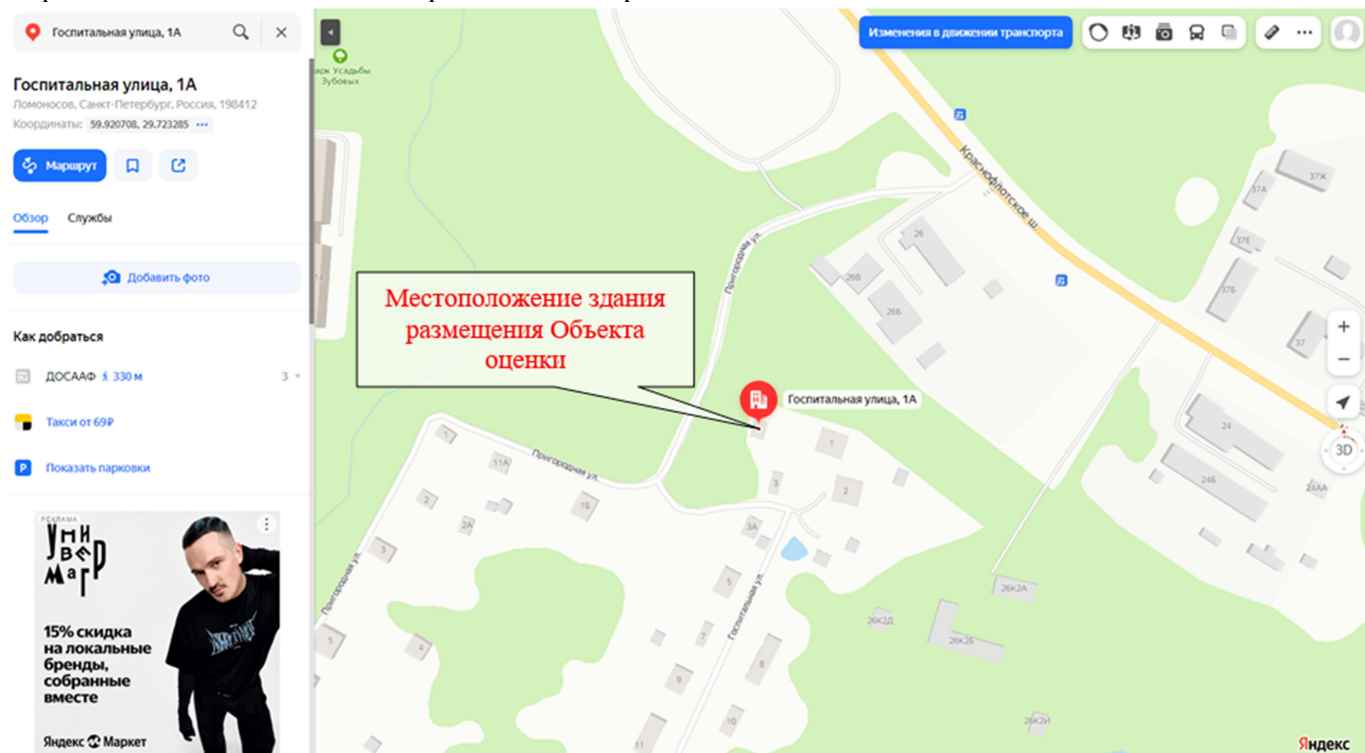 Госпитальная улица, 1А
Госпитальная улица, 1А
Ломоносов, Санкт-Петербург, Россия, 198412
Координаты: 59.920708, 29.723285 •••
Маршрут
Обзор Службы
Добавить фото
Как добраться
ДОСААФ 330 м 3
Такси от 69₽
P Показать парковки
РЕКЛАМА
УНИ
ВЕР
МАГ
15% скидка
на локальные
бренды,
собранные
вместе
Яндекс Маркет
Изменения в движении транспорта
арк Усадьбы
Зубовых
Краснофлотское ш.
37Ж
37А
37Е
37Б
37
26
26В
26Б
14
Пригородная ул.
Местоположение здания
размещения Объекта
оценки
Госпитальная улица, 1А
+
−
3D
24
24Б
24АА
1
1
11А
Пригородная ул.
3
2
2
1Б
2А
3А
3
5
Пригородная ул.
Госпитальная ул.
26К2А
26К2Д
26К2Б
5
4
7
8
9
10
11
26К2И
Яндекс